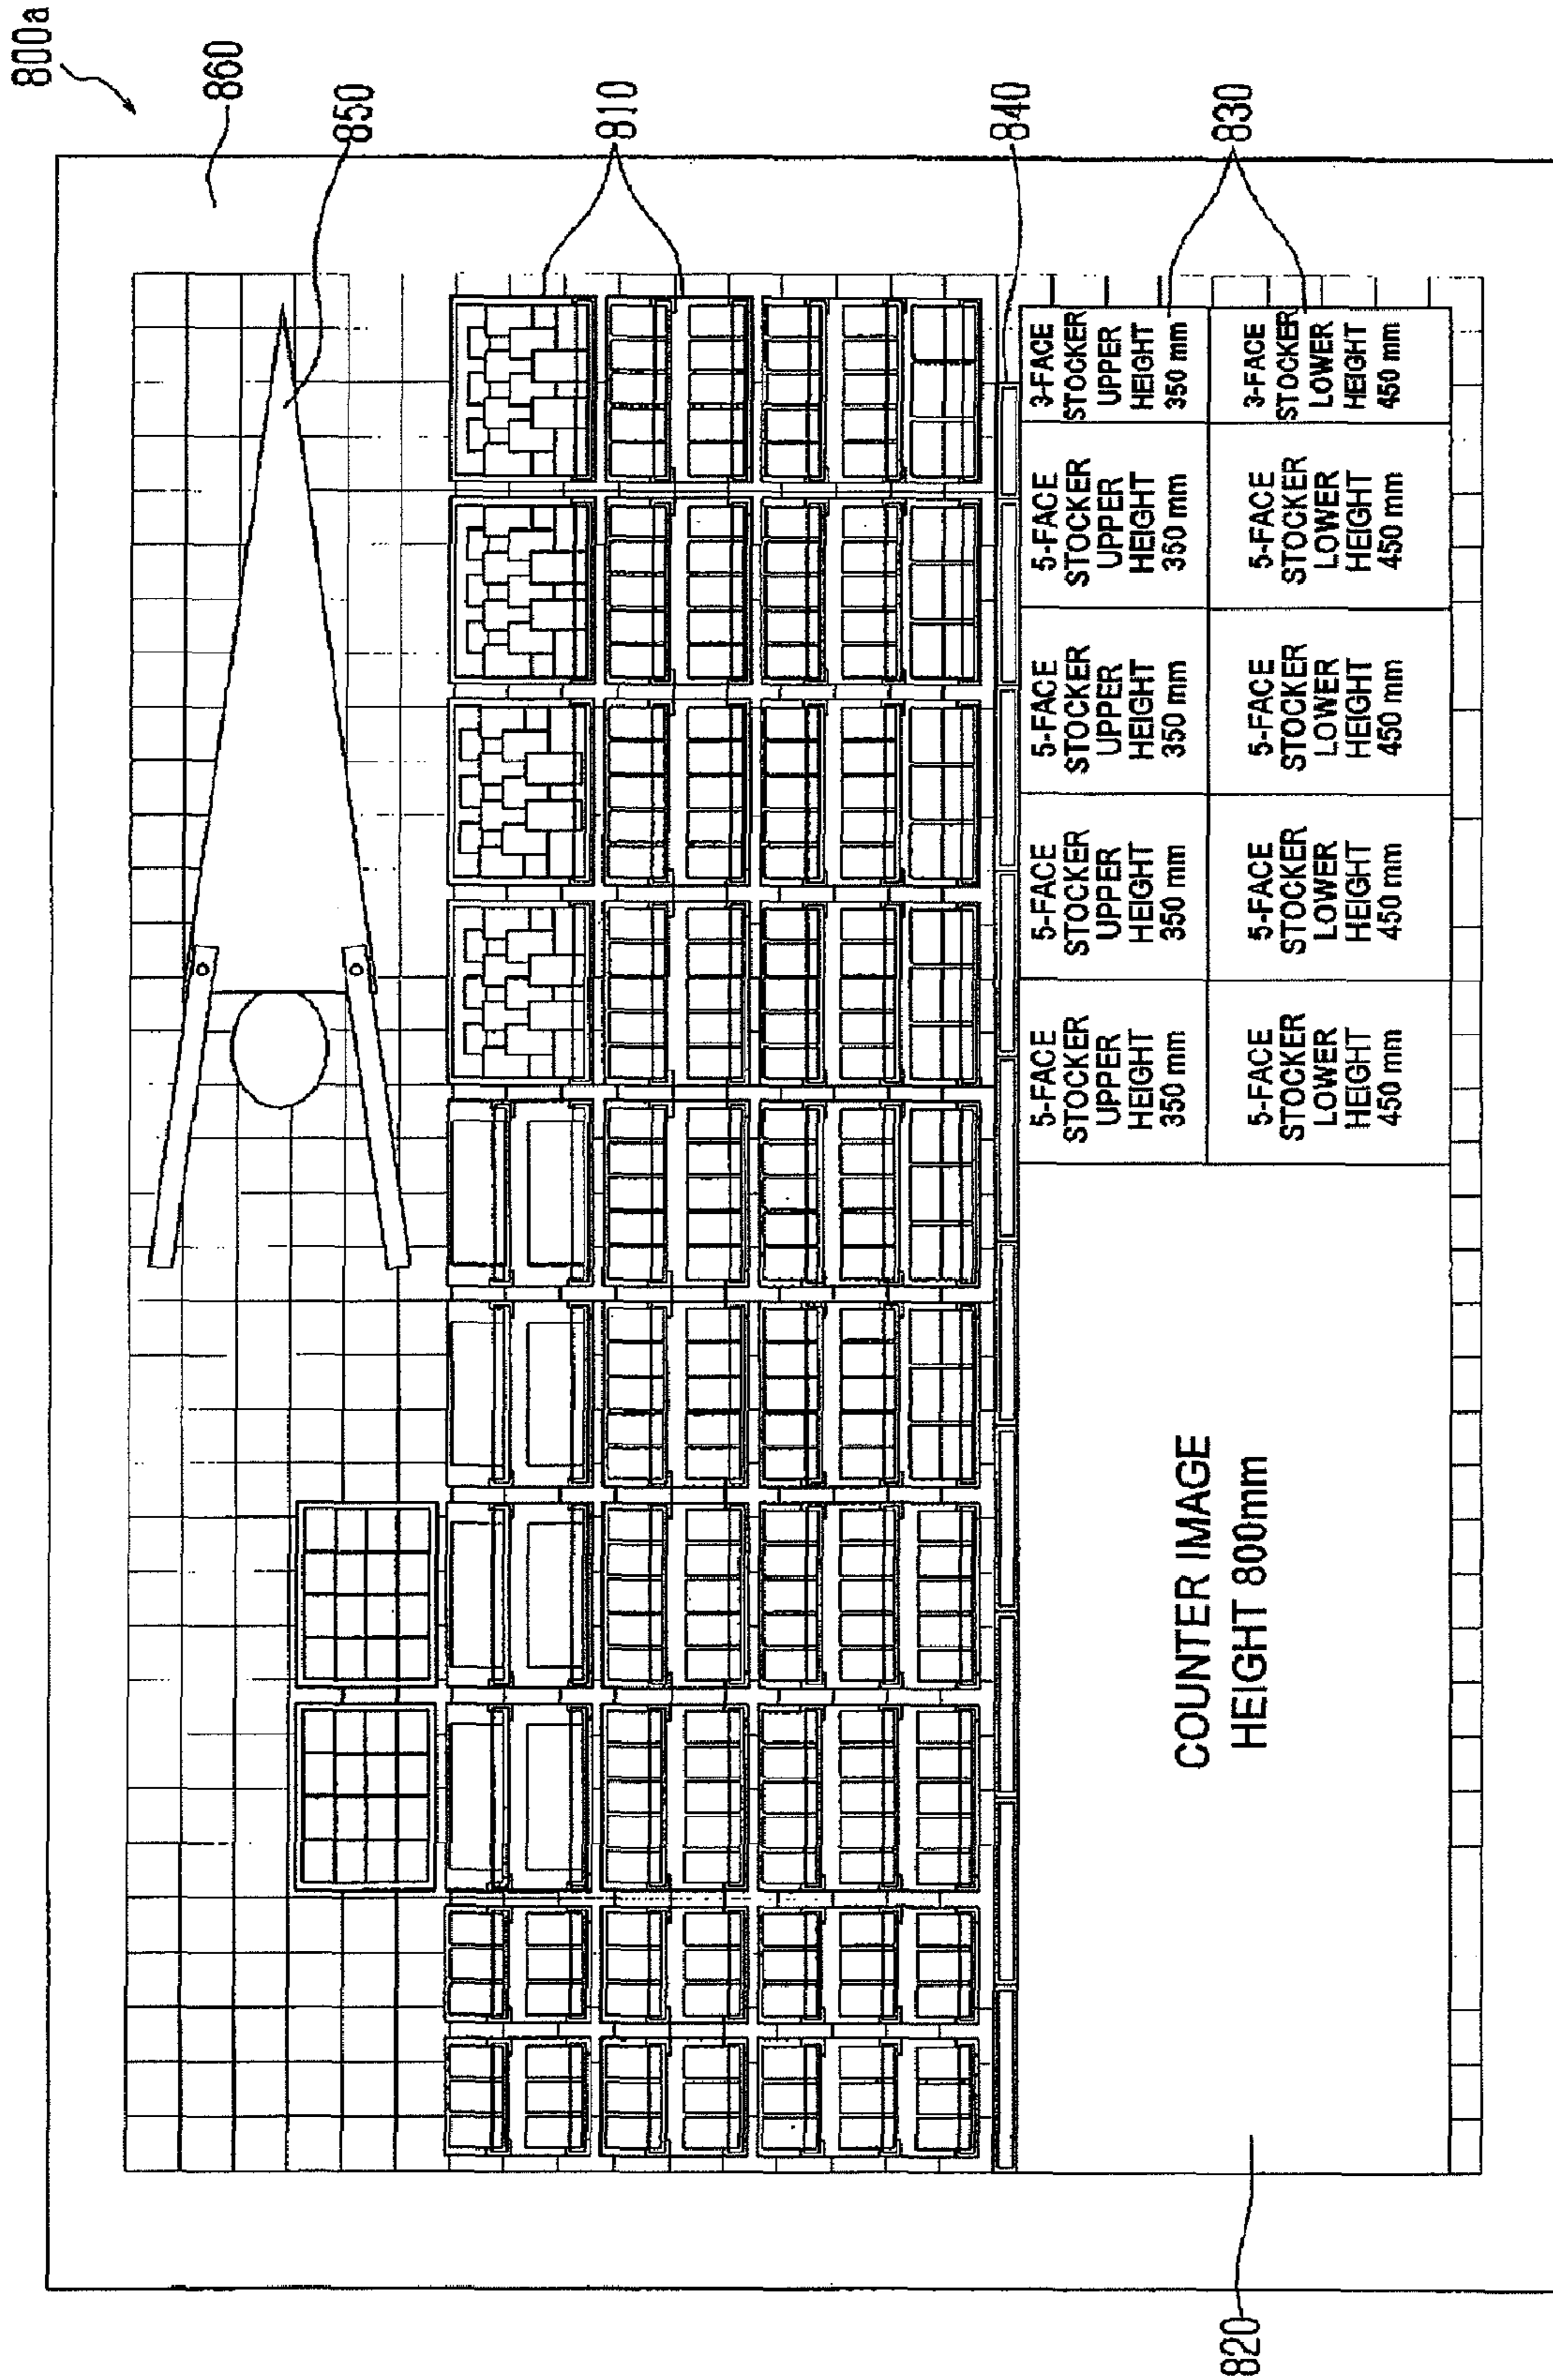 800a
860
850
810
840
830
5-FACE
STOCKER
UPPER
HEIGHT
350 mm
5-FACE
STOCKER
UPPER
HEIGHT
350 mm
5-FACE
STOCKER
UPPER
HEIGHT
350 mm
5-FACE
STOCKER
UPPER
HEIGHT
350 mm
3-FACE
STOCKER
UPPER
HEIGHT
350 mm
5-FACE
STOCKER
LOWER
HEIGHT
450 mm
5-FACE
STOCKER
LOWER
HEIGHT
450 mm
5-FACE
STOCKER
LOWER
HEIGHT
450 mm
5-FACE
STOCKER
LOWER
HEIGHT
450 mm
3-FACE
STOCKER
LOWER
HEIGHT
450 mm
COUNTER IMAGE
HEIGHT 800mm
820